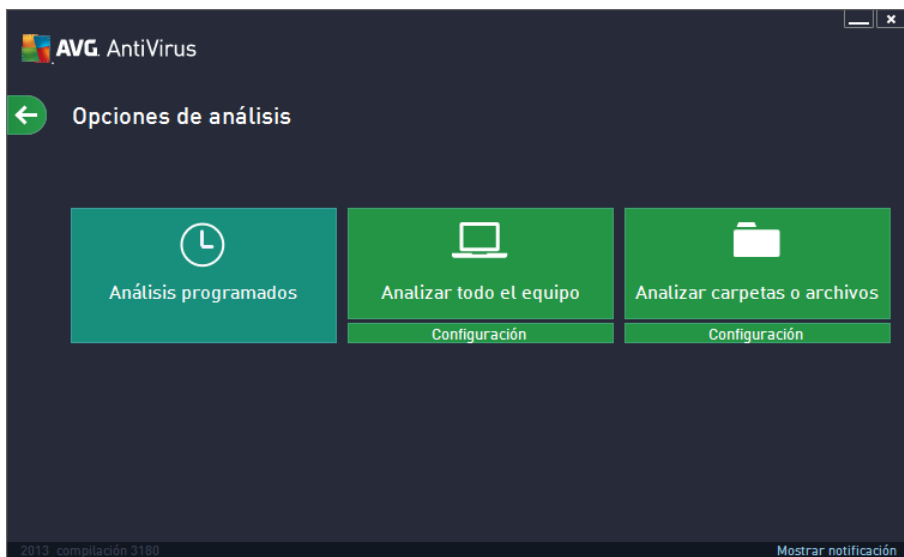 AVG AntiVirus
Opciones de análisis
Análisis programados
Analizar todo el equipo
Configuración
Analizar carpetas o archivos
Configuración
2013 compilación 3180
Mostrar notificación